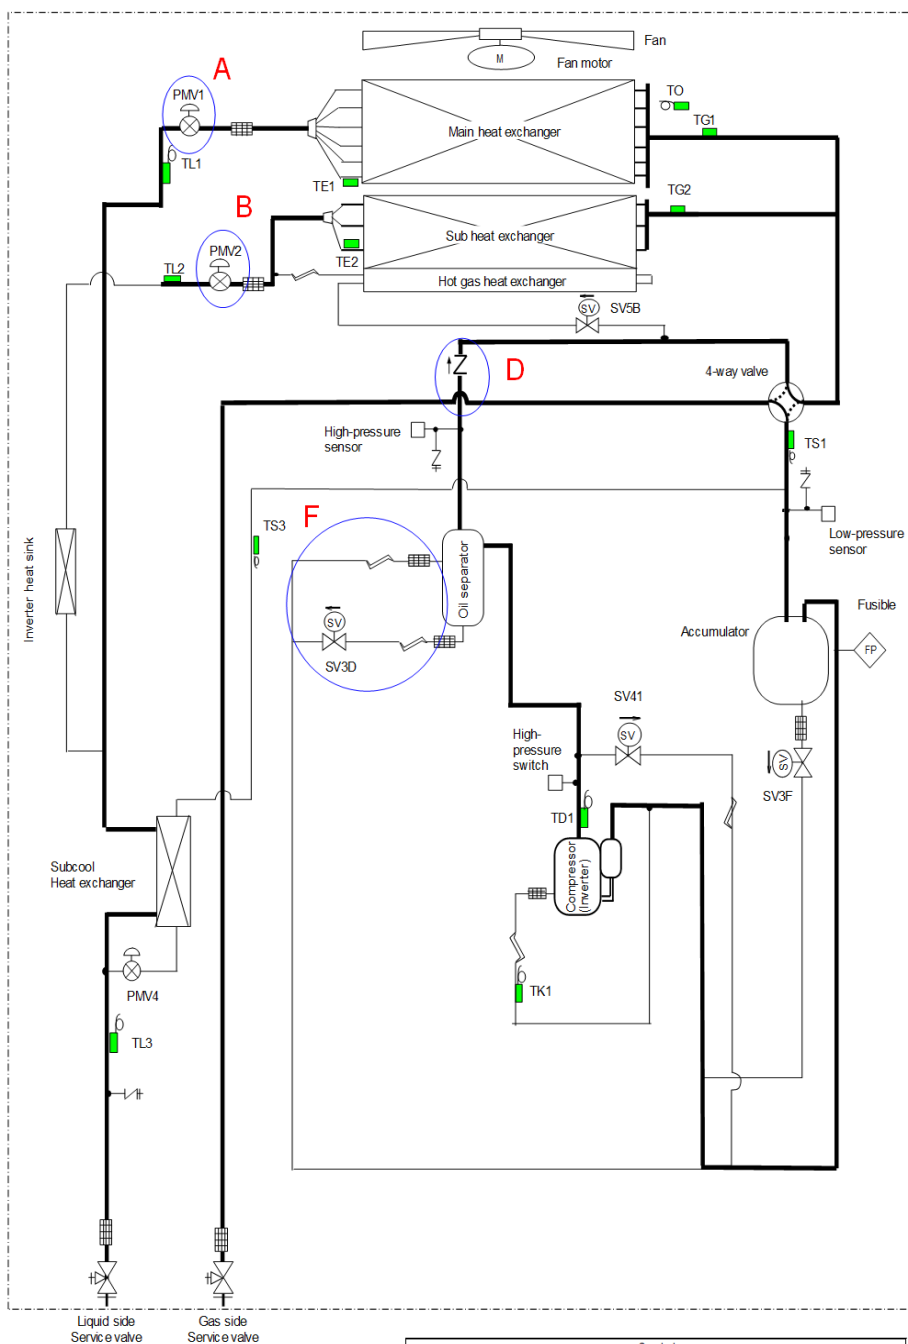 Fan
M
Fan motor
A
PMV1
TO
TG1
Main heat exchanger
TL1
TE1
TG2
B
PMV2
Sub heat exchanger
TE2
TL2
Hot gas heat exchanger
SV
SV5B
D
4-way valve
High-pressure
sensor
TS1
F
TS3
Low-pressure
sensor
Inverter heat sink
Oil separator
Fusible
Accumulator
FP
SV
SV3D
SV41
SV
High-
pressure
switch
SV
SV3F
TD1
Compressor
(Inverter)
Subcool
Heat exchanger
TK1
PMV4
TL3
Liquid side
Service valve
Gas side
Service valve